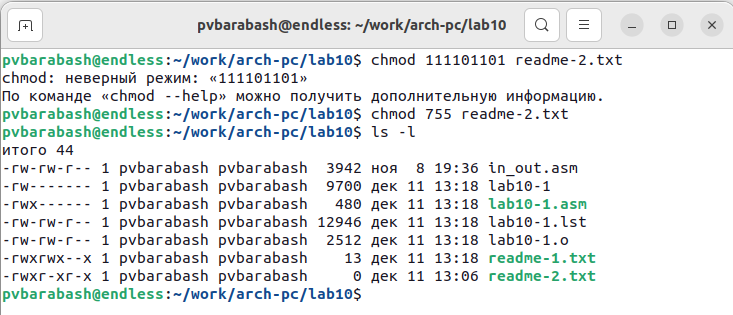 pvbarabash@endless: ~/work/arch-pc/lab10
pvbarabash@endless:~/work/arch-pc/lab10$ chmod 111101101 readme-2.txt
chmod: неверный режим: «111101101»
По команде «chmod --help» можно получить дополнительную информацию.
pvbarabash@endless:~/work/arch-pc/lab10$ chmod 755 readme-2.txt
pvbarabash@endless:~/work/arch-pc/lab10$ ls -l
итого 44
-rw-rw-r-- 1 pvbarabash pvbarabash  3942 ноя  8 19:36 in_out.asm
-rw------- 1 pvbarabash pvbarabash  9700 дек 11 13:18 lab10-1
-rwx------ 1 pvbarabash pvbarabash   480 дек 11 13:18 lab10-1.asm
-rw-rw-r-- 1 pvbarabash pvbarabash 12946 дек 11 13:18 lab10-1.lst
-rw-rw-r-- 1 pvbarabash pvbarabash  2512 дек 11 13:18 lab10-1.o
-rwxrwx--x 1 pvbarabash pvbarabash    13 дек 11 13:18 readme-1.txt
-rwxr-xr-x 1 pvbarabash pvbarabash     0 дек 11 13:06 readme-2.txt
pvbarabash@endless:~/work/arch-pc/lab10$